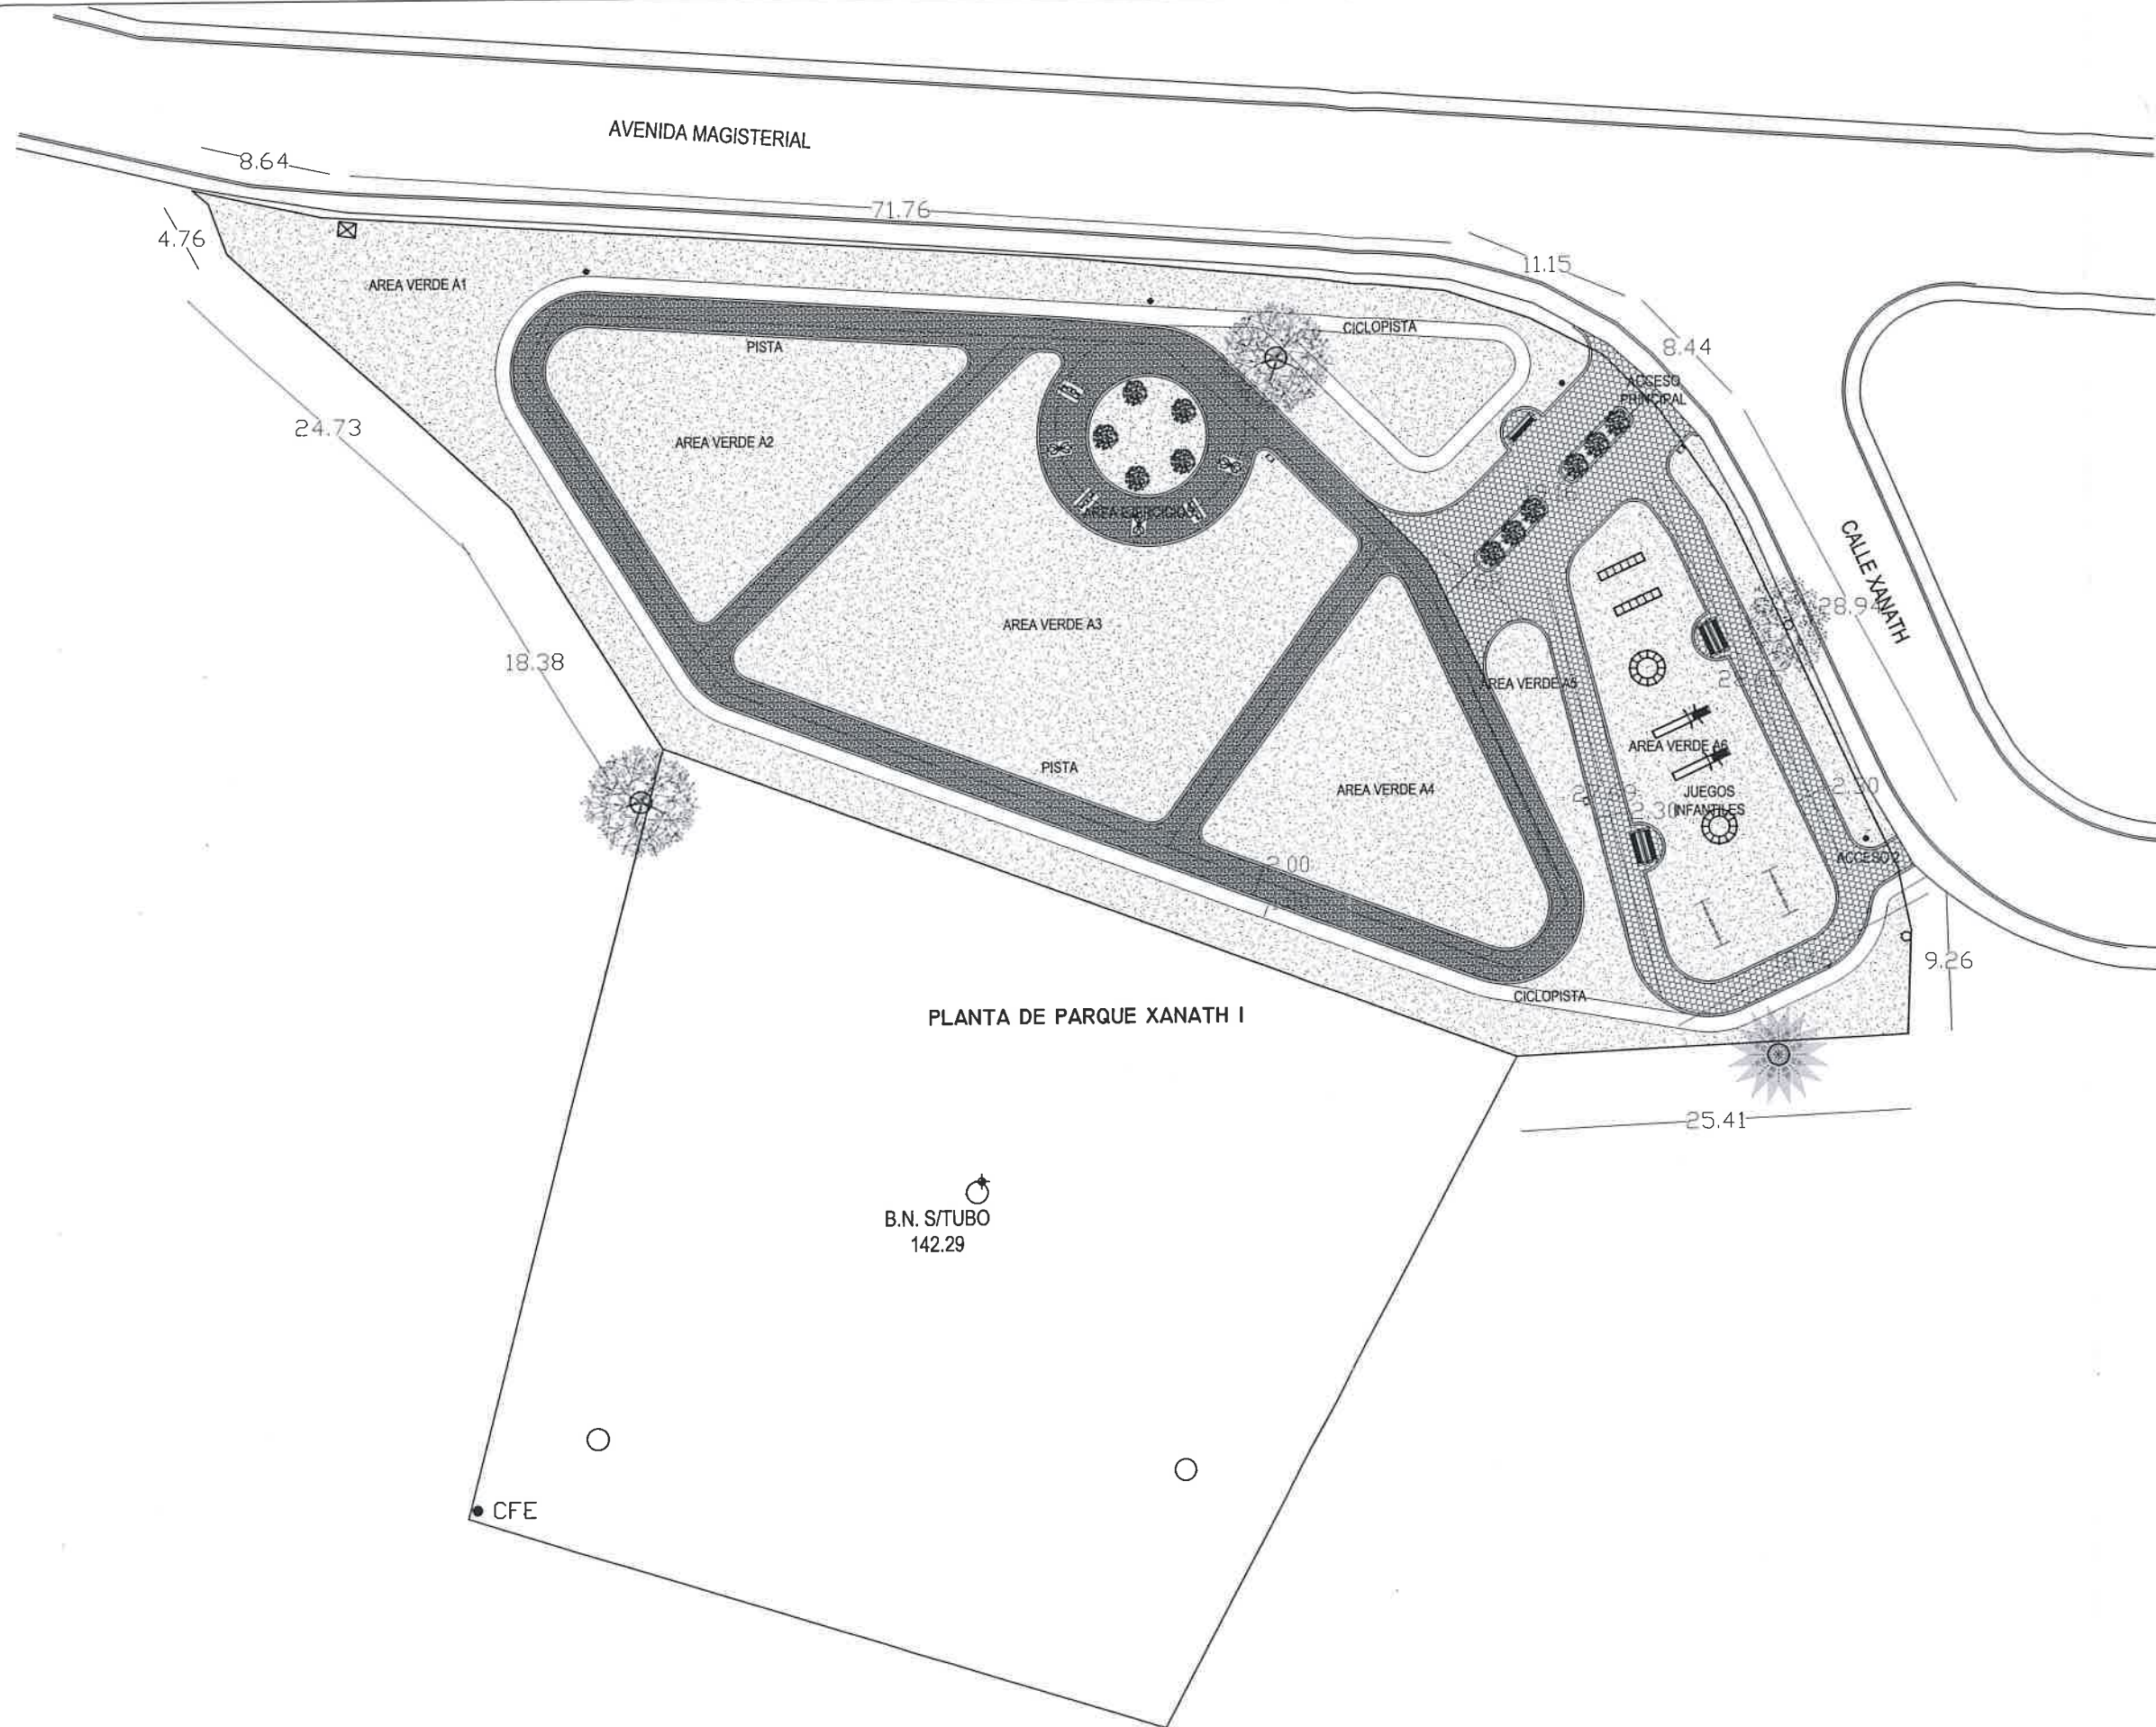 AVENIDA MAGISTERIAL
8.64
71.76
4.76
11.15
AREA VERDE A1
CICLOPISTA
PISTA
8.44
ACCESO
PRINCIPAL
24.73
AREA VERDE A2
AREA EJERCICIOS
CALLE XANATH
28.94
AREA VERDE A3
18.38
AREA VERDE A5
AREA VERDE A6
PISTA
AREA VERDE A4
JUEGOS
INFANTILES
2.30
2.30
ACCESO 2
2.00
9.26
CICLOPISTA
PLANTA DE PARQUE XANATH I
25.41
B.N. S/TUBO
142.29
CFE